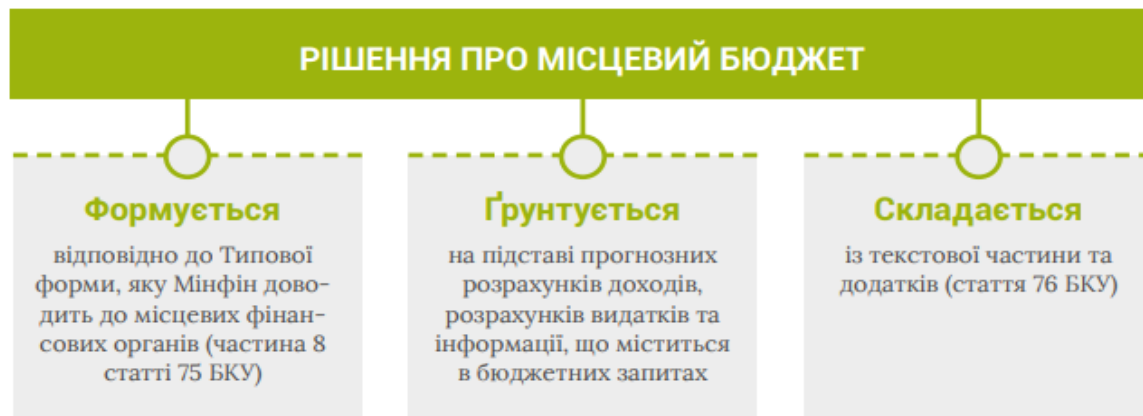 РІШЕННЯ ПРО МІСЦЕВИЙ БЮДЖЕТ
Формується
відповідно до Типової
форми, яку Мінфін дово-
дить до місцевих фінан-
сових органів (частина 8
статті 75 БКУ)
Ґрунтується
на підставі прогнозних
розрахунків доходів,
розрахунків видатків та
інформації, що міститься
в бюджетних запитах
Складається
із текстової частини та
додатків (стаття 76 БКУ)